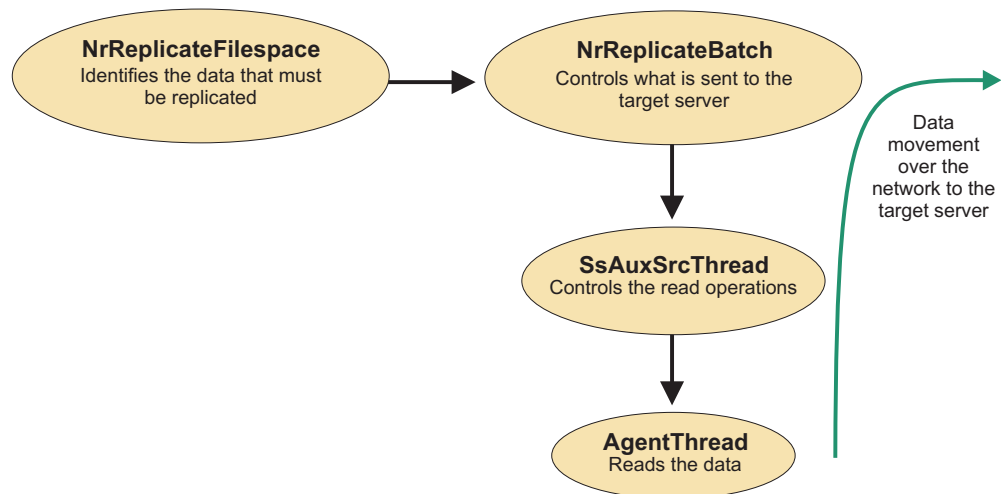 NrReplicateFilespace
Identifies the data that must
be replicated
NrReplicateBatch
Controls what is sent to the
target server
Data
movement
over the
network to the
target server
SsAuxSrcThread
Controls the read operations
AgentThread
Reads the data